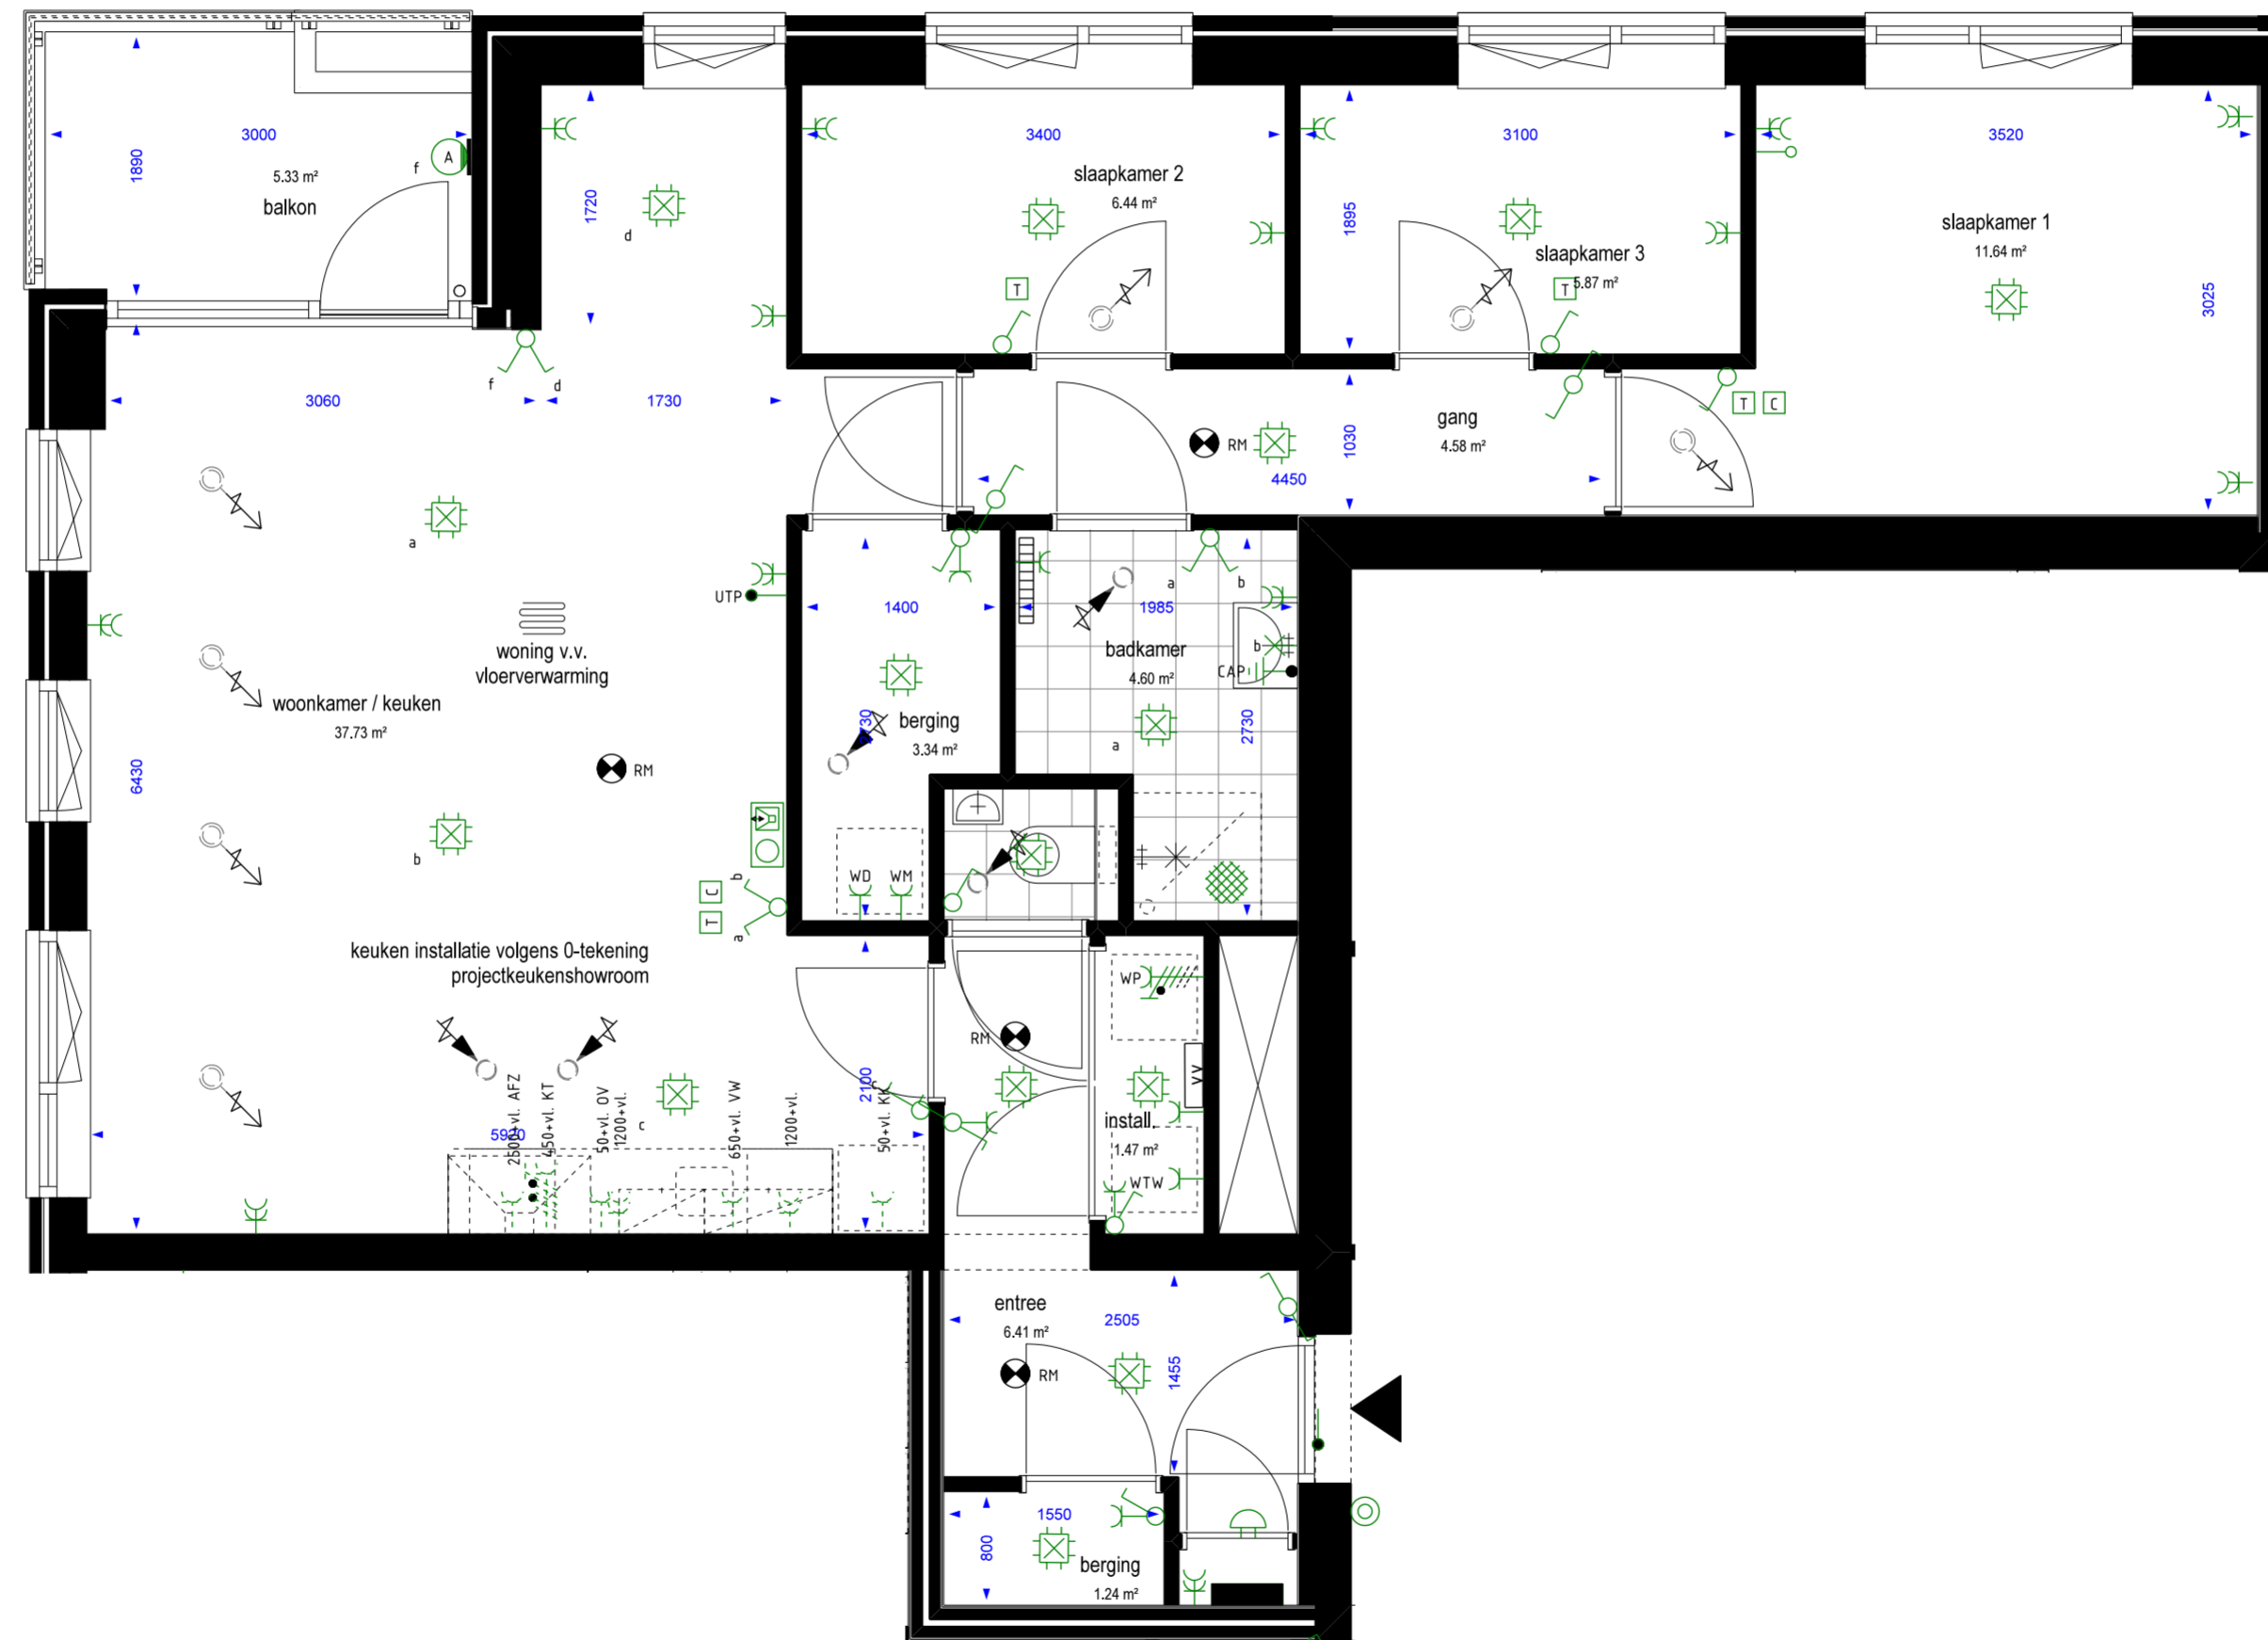 3000
1890
5.33 m²
balkon
f
A
1720
d
3400
slaapkamer 2
6.44 m²
T
3100
1895
slaapkamer 3
5.87 m²
T
3520
slaapkamer 1
11.64 m²
3025
T C
f
d
3060
1730
gang
4.58 m²
RM
1030
4450
a
UTP
woning v.v.
vloerverwarming
woonkamer / keuken
37.73 m²
RM
6430
b
1400
berging
3.34 m²
WD
WM
1985
a
b
badkamer
4.60 m²
b
CAP
2730
a
T C
b
a
keuken installatie volgens 0-tekening
projectkeukenshowroom
2100
c
5920
2500+vl. AFZ
450+vl. KT
50+vl. OV
1200+vl.
c
650+vl. VW
1200+vl.
50+vl. KK
RM
WP
VV
install.
1.47 m²
WTW
entree
6.41 m²
2505
RM
1455
1550
800
berging
1.24 m²